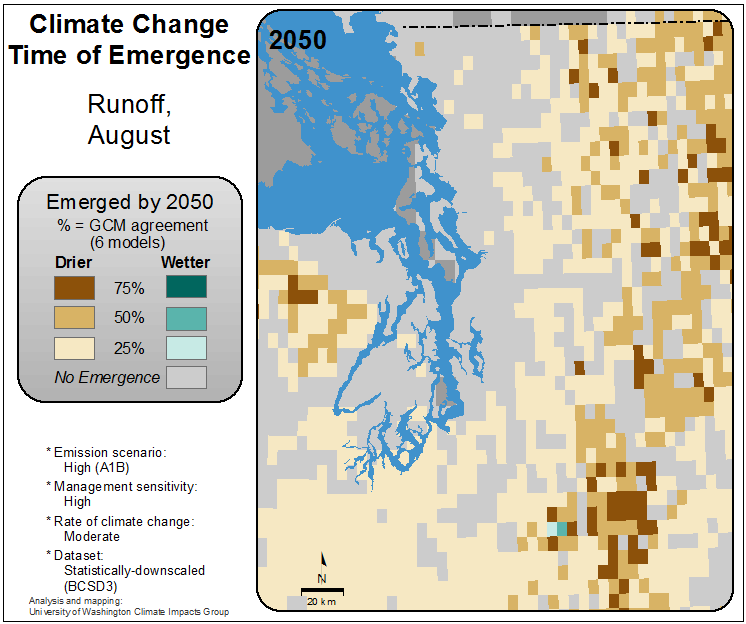 Climate Change
Time of Emergence
Runoff,
August
Emerged by 2050
% = GCM agreement
(6 models)
Drier Wetter
75%
50%
25%
No Emergence
* Emission scenario:
High (A1B)
* Management sensitivity:
High
* Rate of climate change:
Moderate
* Dataset:
Statistically-downscaled
(BCSD3)
Analysis and mapping:
University of Washington Climate Impacts Group
2050
N
20 km